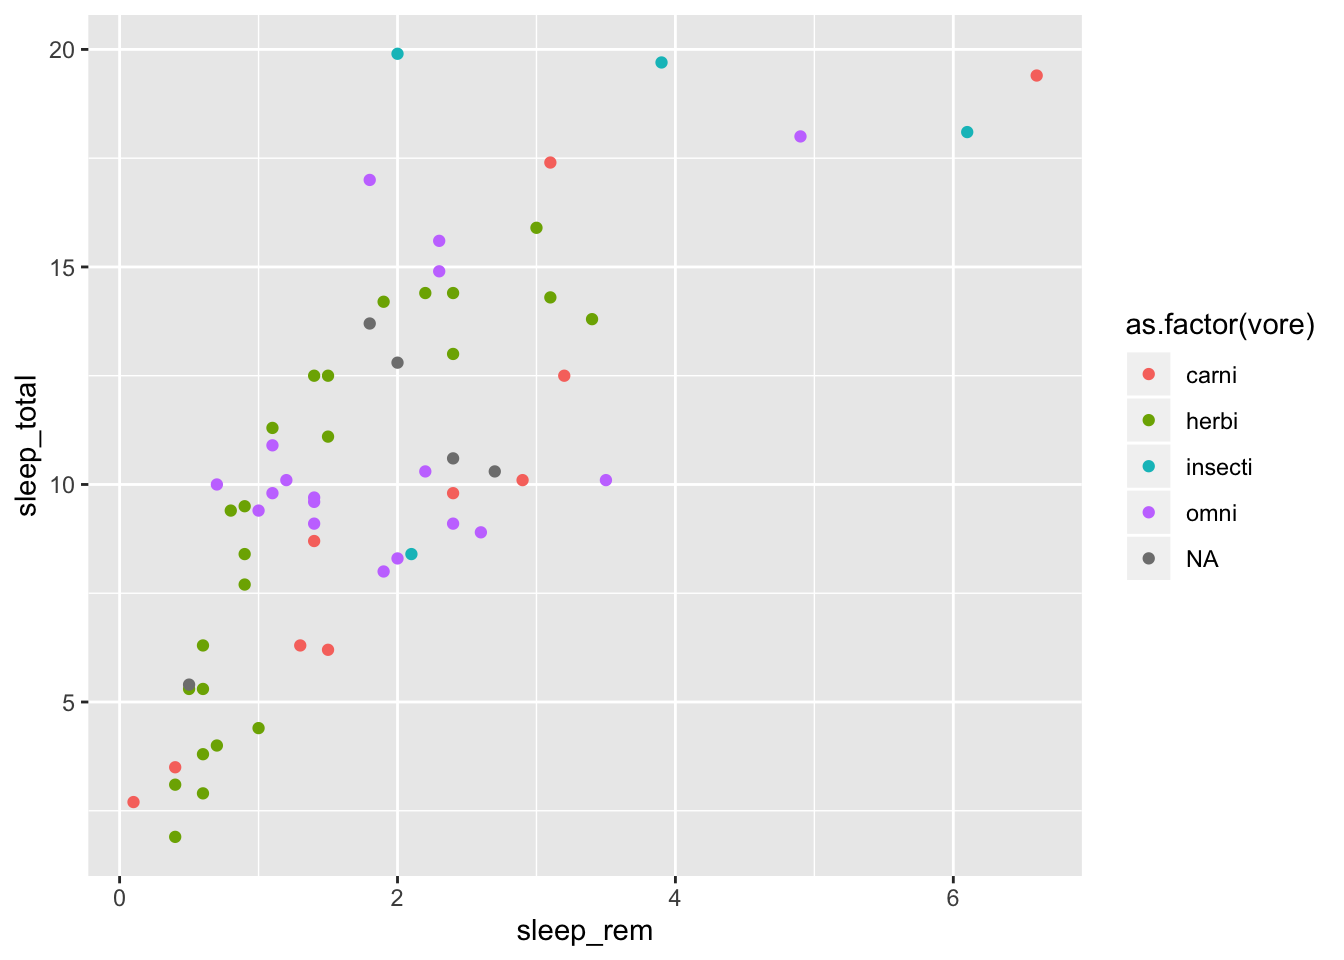 20
15
10
5
sleep_total
0 2 4 6
sleep_rem
as.factor(vore)
carni
herbi
insecti
omni
NA